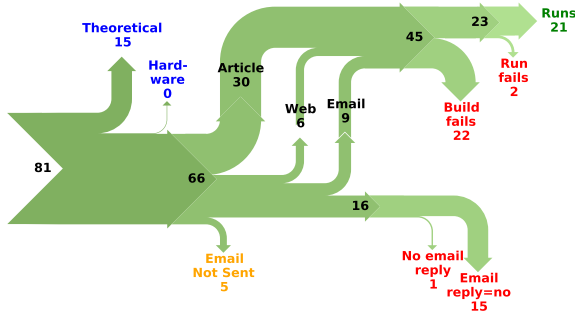 Theoretical
15
Hard-
ware
0
Article
30
Web
6
Email
9
45
23
Runs
21
Run
fails
2
Build
fails
22
81
66
16
Email
Not Sent
5
No email
reply
1
Email
reply=no
15